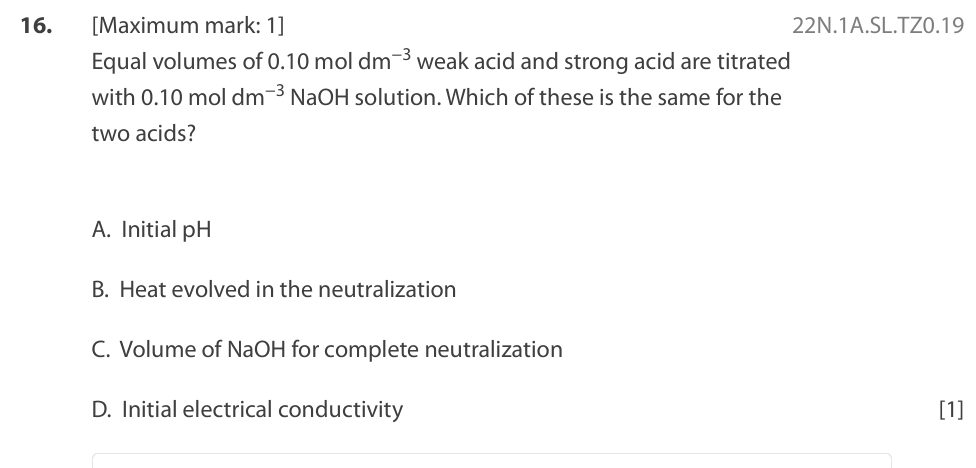 16. [Maximum mark: 1] 22N.1A.SL.TZ0.19
Equal volumes of 0.10 mol dm⁻³ weak acid and strong acid are titrated
with 0.10 mol dm⁻³ NaOH solution. Which of these is the same for the
two acids?
A. Initial pH
B. Heat evolved in the neutralization
C. Volume of NaOH for complete neutralization
D. Initial electrical conductivity [1]